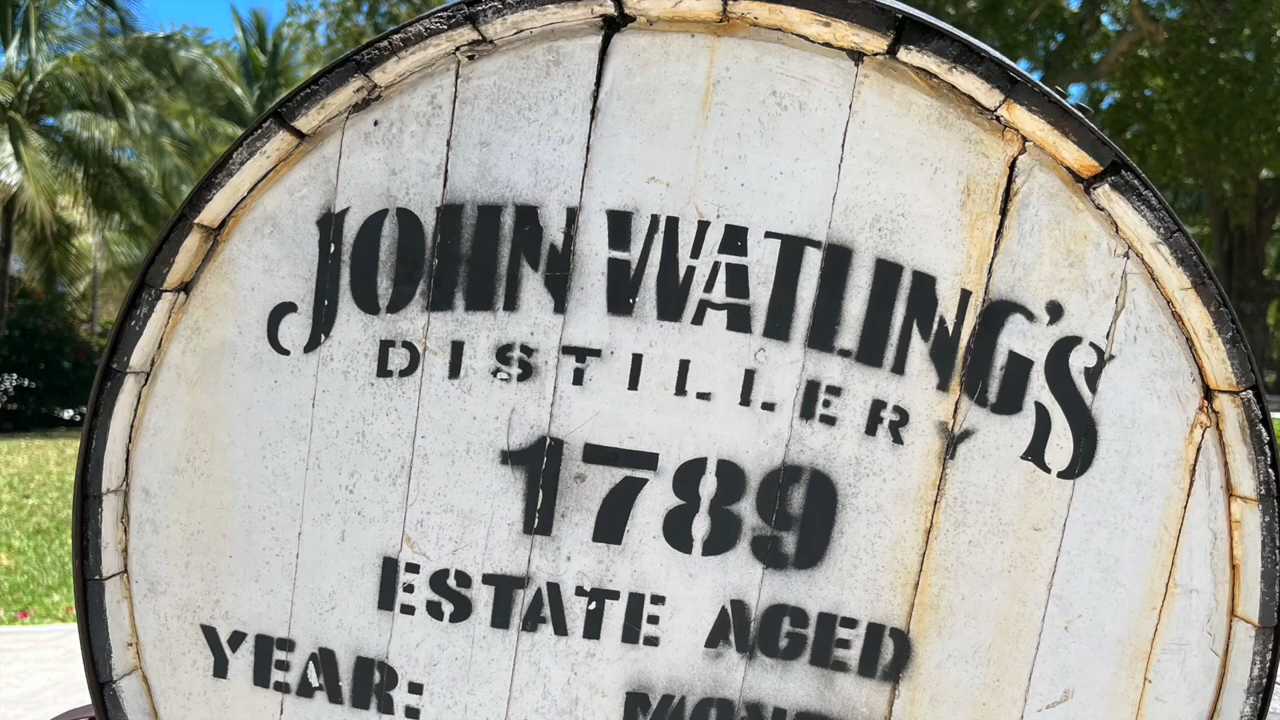 JOHN WATLING'S
DISTILLERY
1789
ESTATE AGED
YEAR: